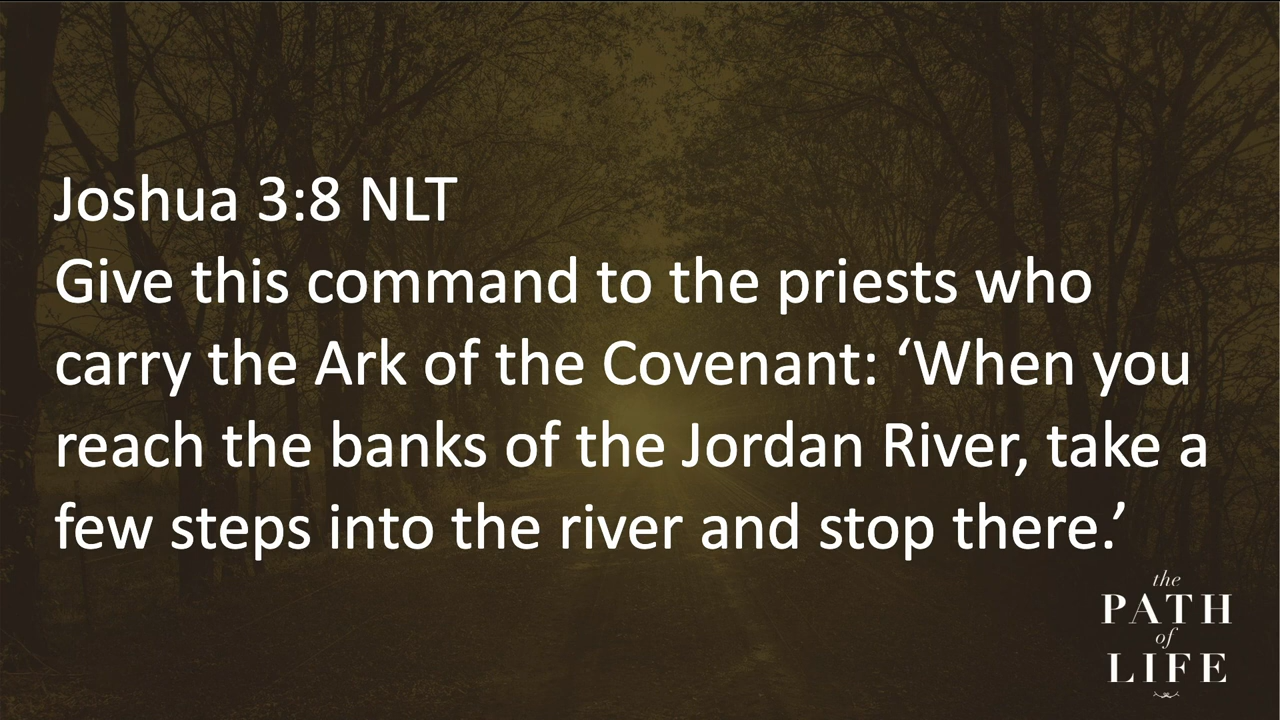 Joshua 3:8 NLT
Give this command to the priests who
carry the Ark of the Covenant: ‘When you
reach the banks of the Jordan River, take a
few steps into the river and stop there.’
the
PATH
of
LIFE